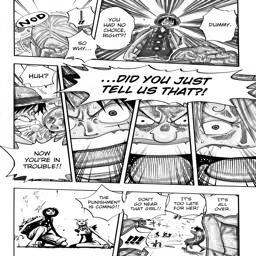 DUMMY.
YOU HAD
NO CHOICE,
RIGHT?!
SO
WHY...
NOD
...DID YOU JUST
TELL US THAT?!
HUH?
NOW
YOU'RE IN
TROUBLE!!
IT'S
ALL
OVER.
IT'S TOO
LATE FOR
HER!
DON'T GO
NEAR THAT
GIRL!!
THE
PUNISHMENT
IS COMING!!